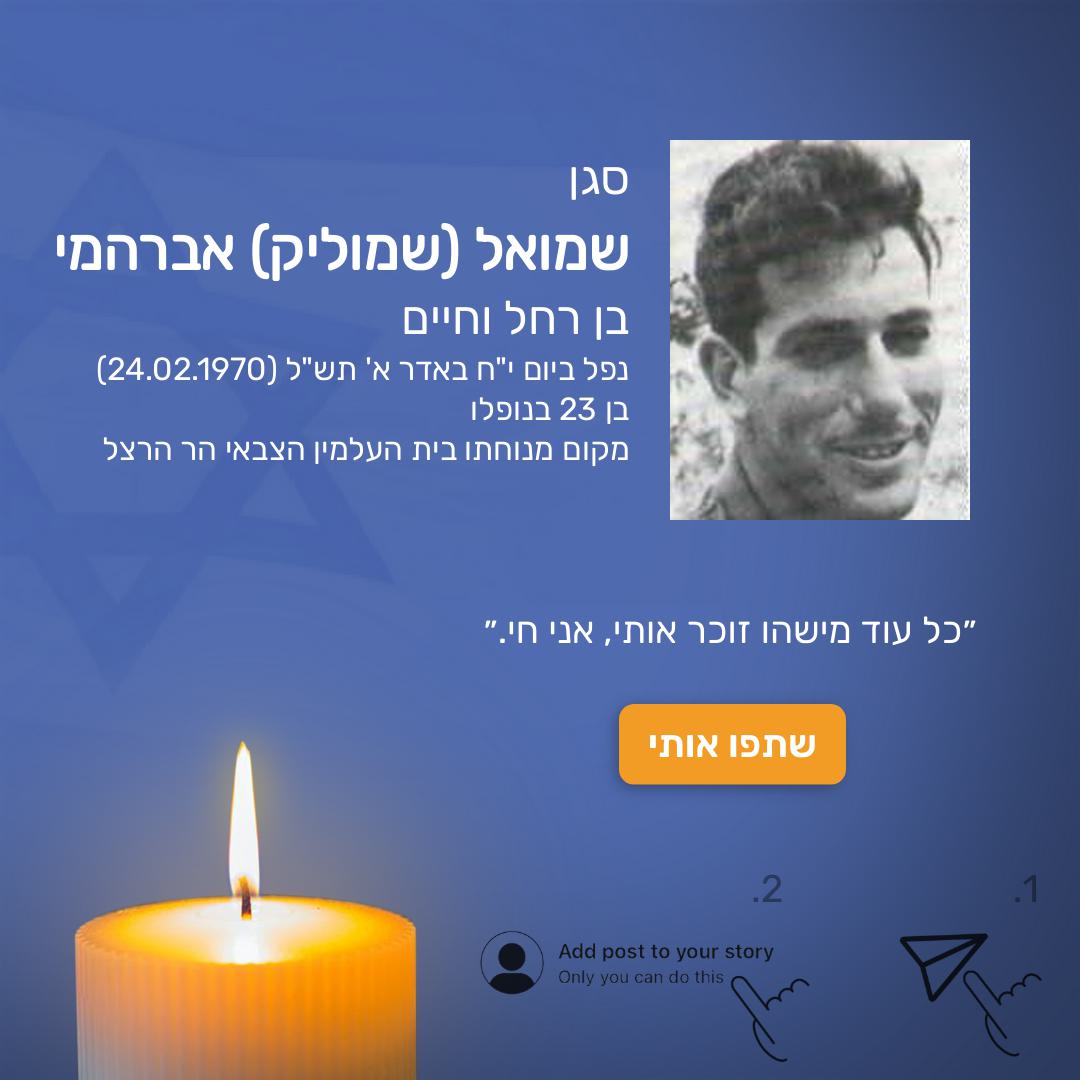 סגן
שמואל (שמוליק) אברהמי
בן רחל וחיים
נפל ביום י"ח באדר א' תש"ל (24.02.1970)
בן 23 בנופלו
מקום מנוחתו בית העלמין הצבאי הר הרצל
״כל עוד מישהו זוכר אותי, אני חי.״
שתפו אותי
1.
2.
Add post to your story
Only you can do this